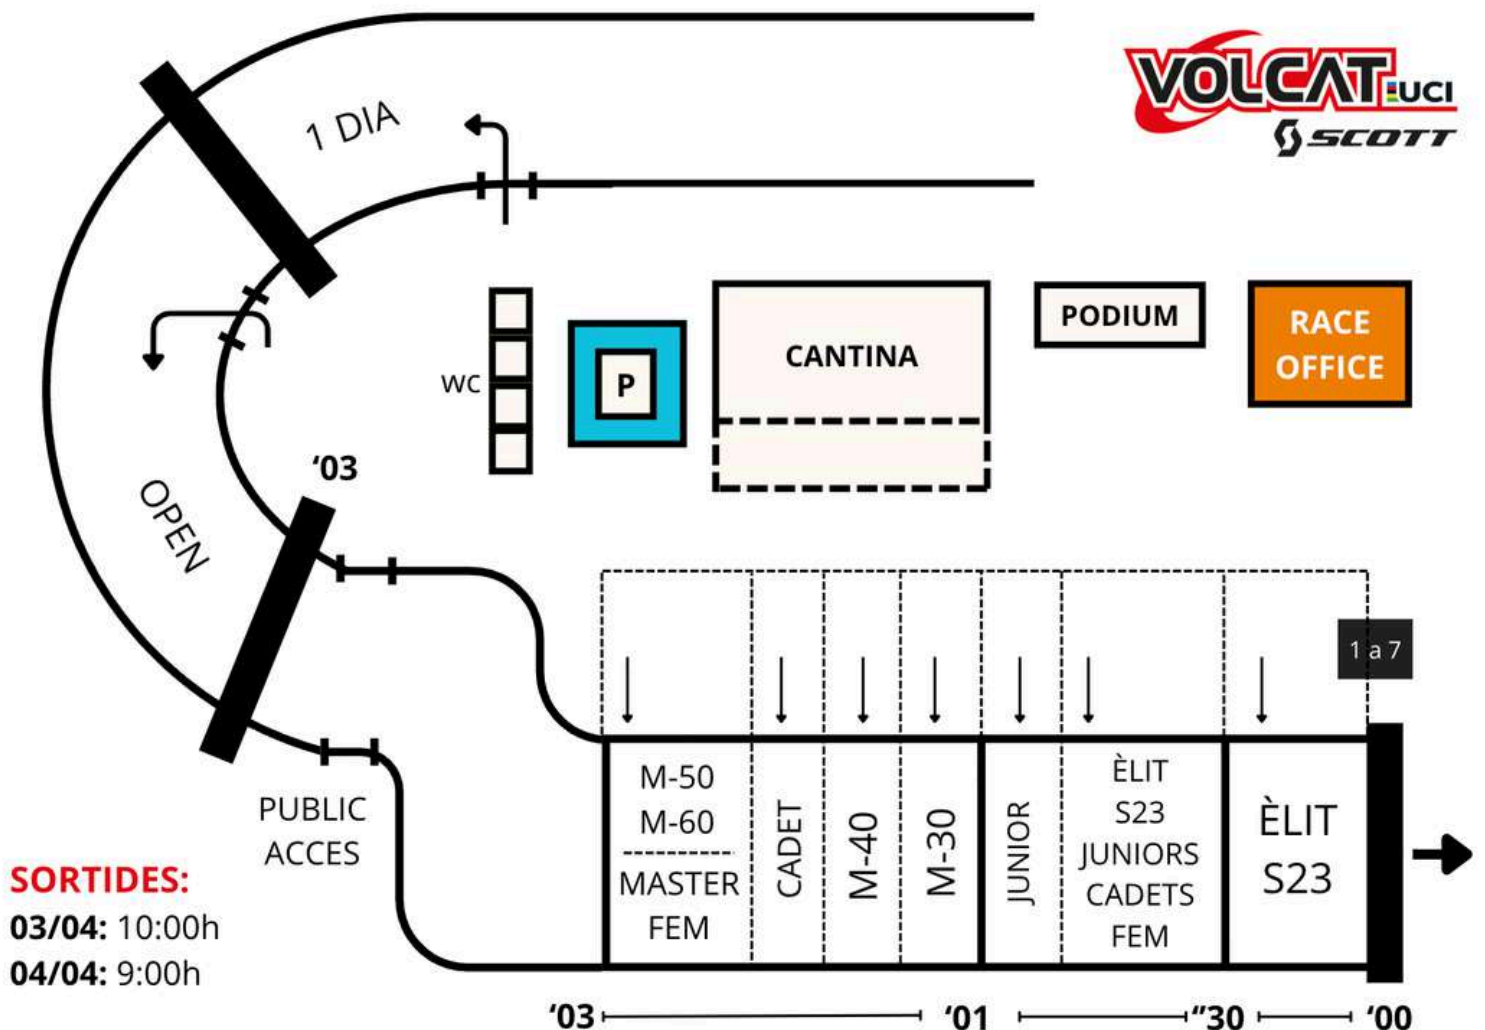 VOLCAT UCI
SCOTT
1 DIA
WC
P
CANTINA
PODIUM
RACE
OFFICE
‘03
OPEN
1 a 7
PUBLIC
ACCES
M-50
M-60
MASTER
FEM
CADET
M-40
M-30
JUNIOR
ÈLIT
S23
JUNIORS
CADETS
FEM
ÈLIT
S23
SORTIDES:
03/04: 10:00h
04/04: 9:00h
‘03
‘01
‘’30
‘00